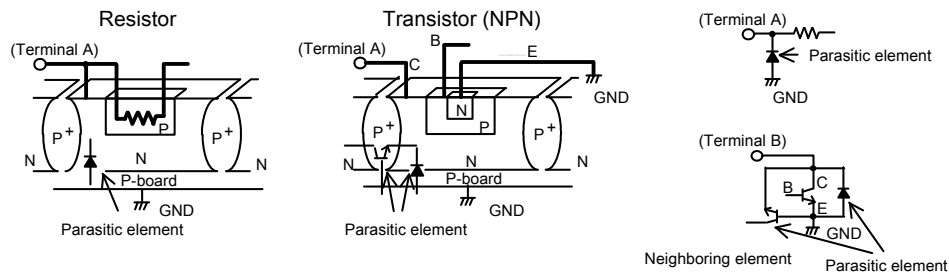 Resistor
(Terminal A)
P+
P
P+
N
N
N
P-board
GND
Parasitic element
Transistor (NPN)
(Terminal A)
B
E
C
GND
N
P+
P
P+
N
N
N
P-board
GND
Parasitic element
(Terminal A)
Parasitic element
GND
(Terminal B)
C
B
E
GND
Neighboring element
Parasitic element